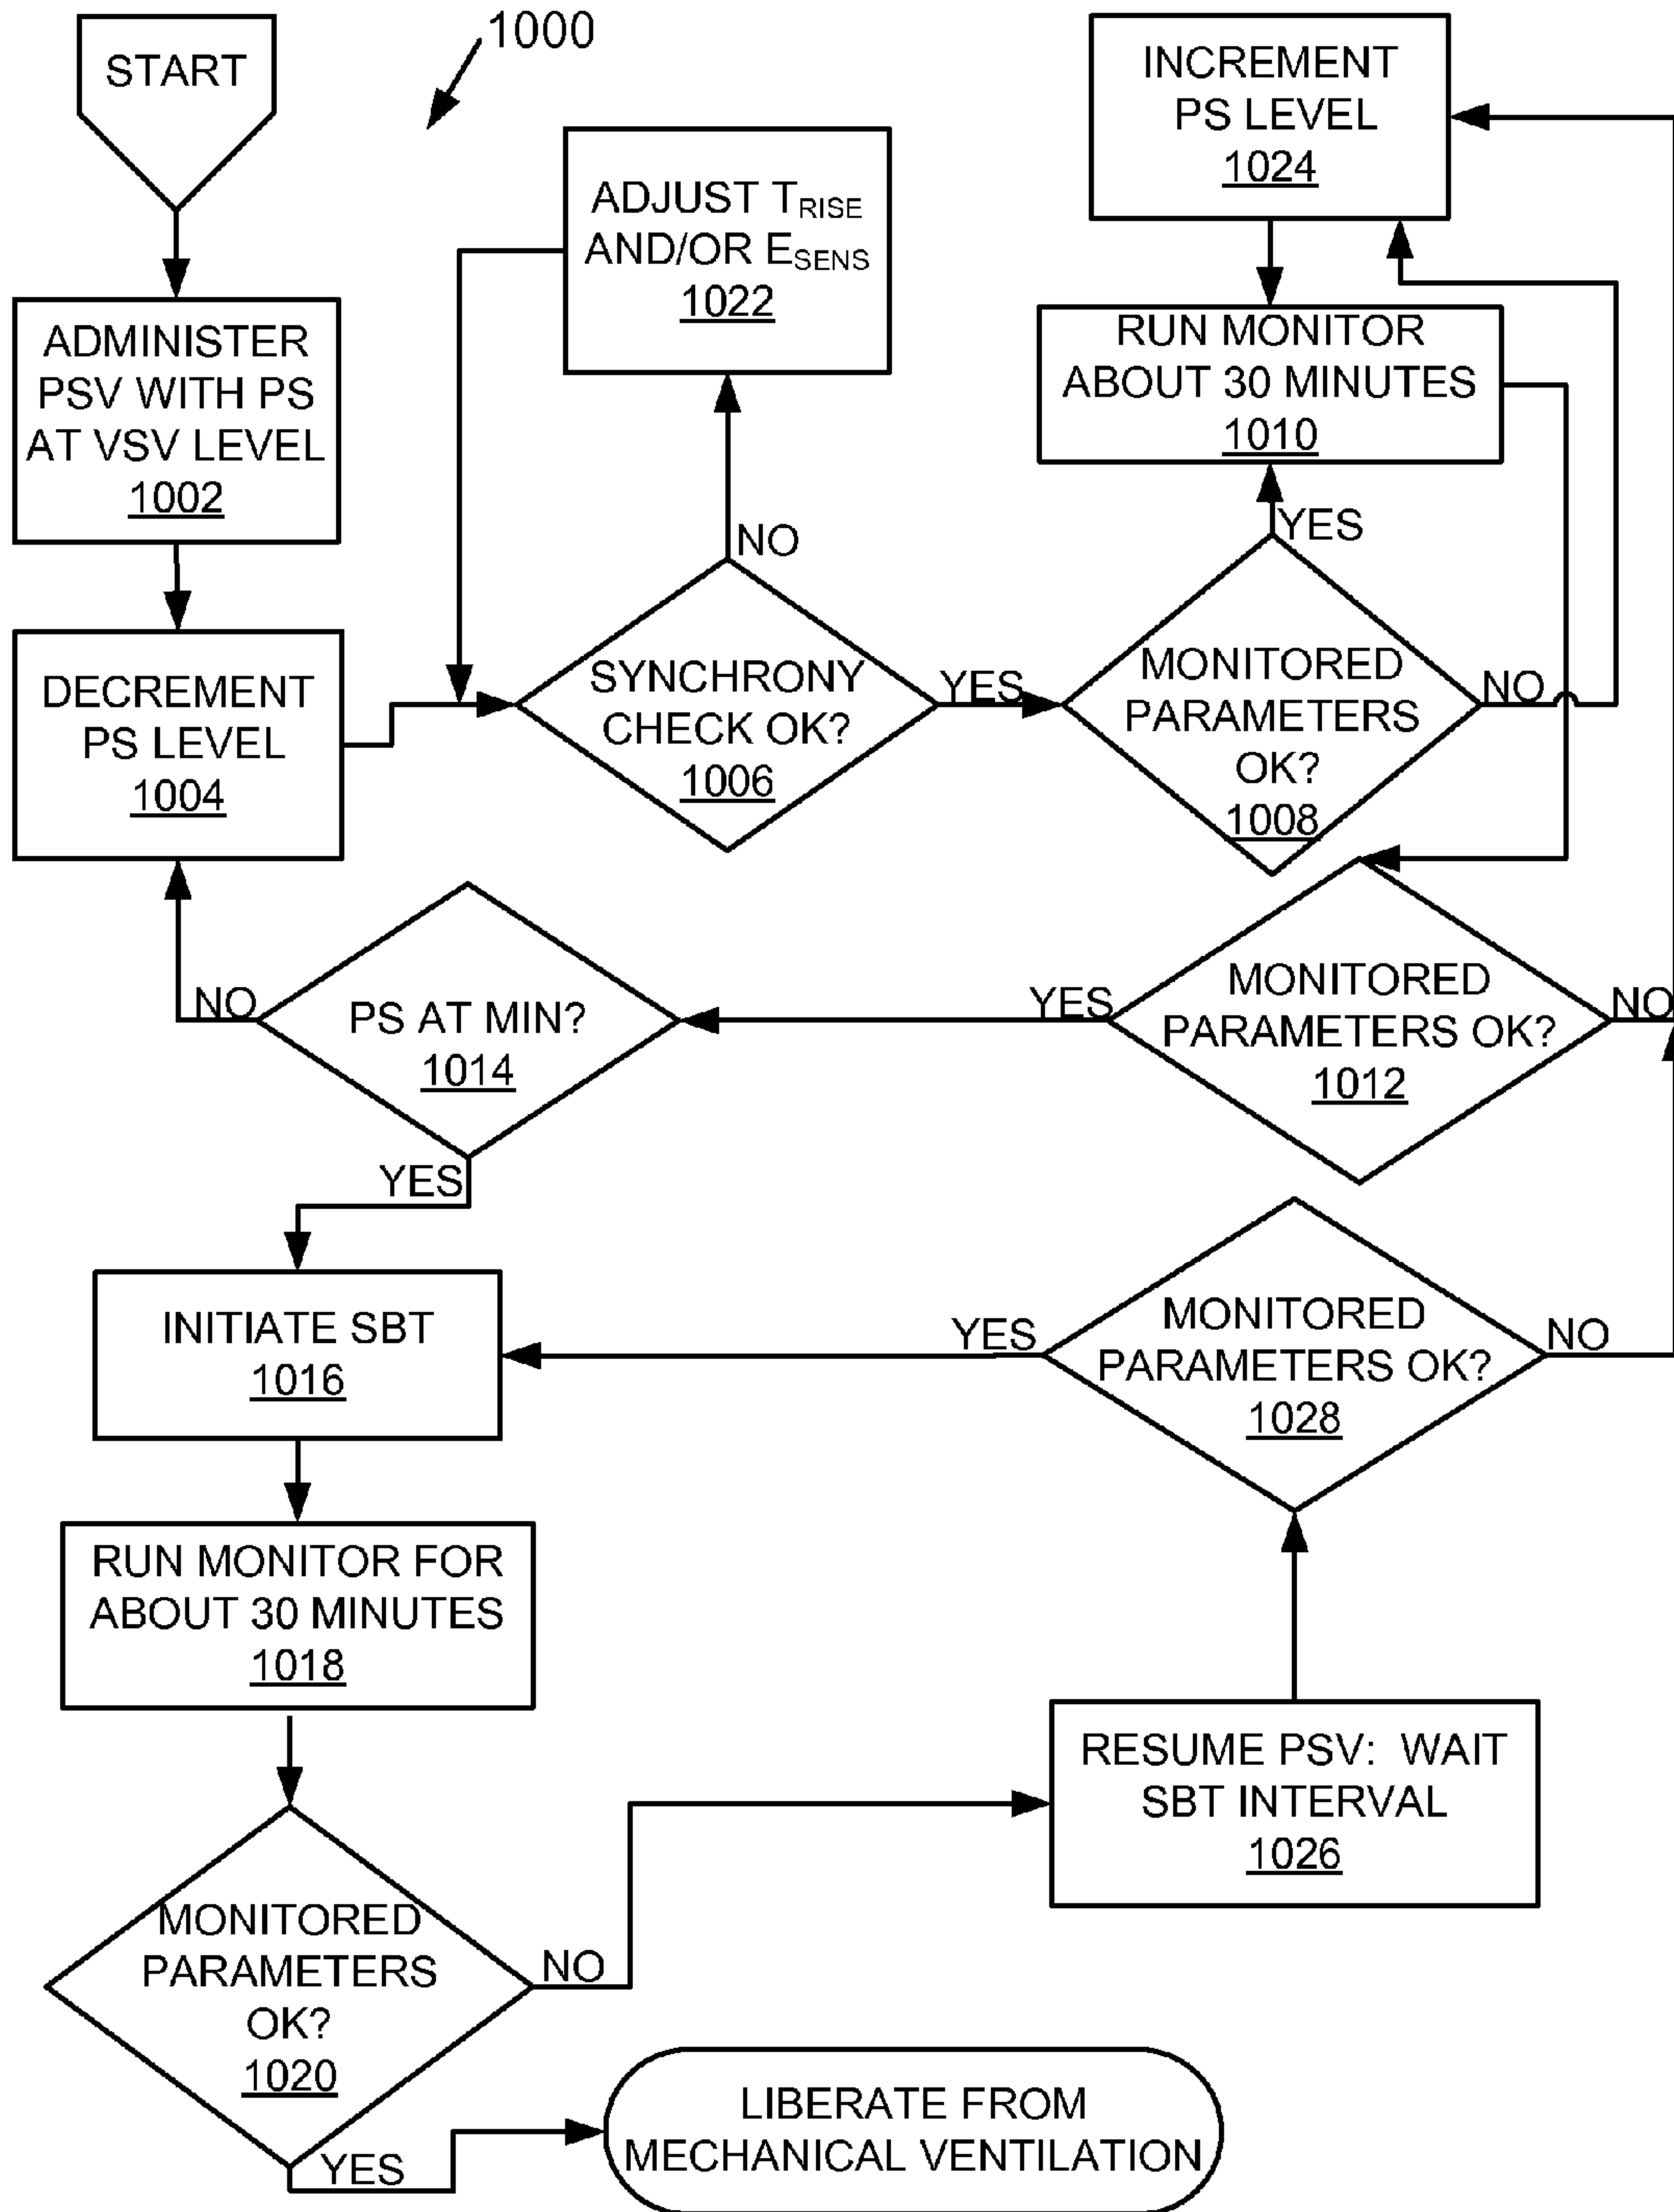 START
1000
ADMINISTER
PSV WITH PS
AT VSV LEVEL
1002
DECREMENT
PS LEVEL
1004
ADJUST TRISE
AND/OR ESENS
1022
NO
SYNCHRONY
CHECK OK?
1006
YES
INCREMENT
PS LEVEL
1024
RUN MONITOR
ABOUT 30 MINUTES
1010
YES
MONITORED
PARAMETERS
OK?
1008
NO
MONITORED
PARAMETERS OK?
1012
NO
YES
PS AT MIN?
1014
NO
YES
INITIATE SBT
1016
RUN MONITOR FOR
ABOUT 30 MINUTES
1018
MONITORED
PARAMETERS
OK?
1020
NO
YES
RESUME PSV: WAIT
SBT INTERVAL
1026
MONITORED
PARAMETERS OK?
1028
YES
NO
LIBERATE FROM
MECHANICAL VENTILATION